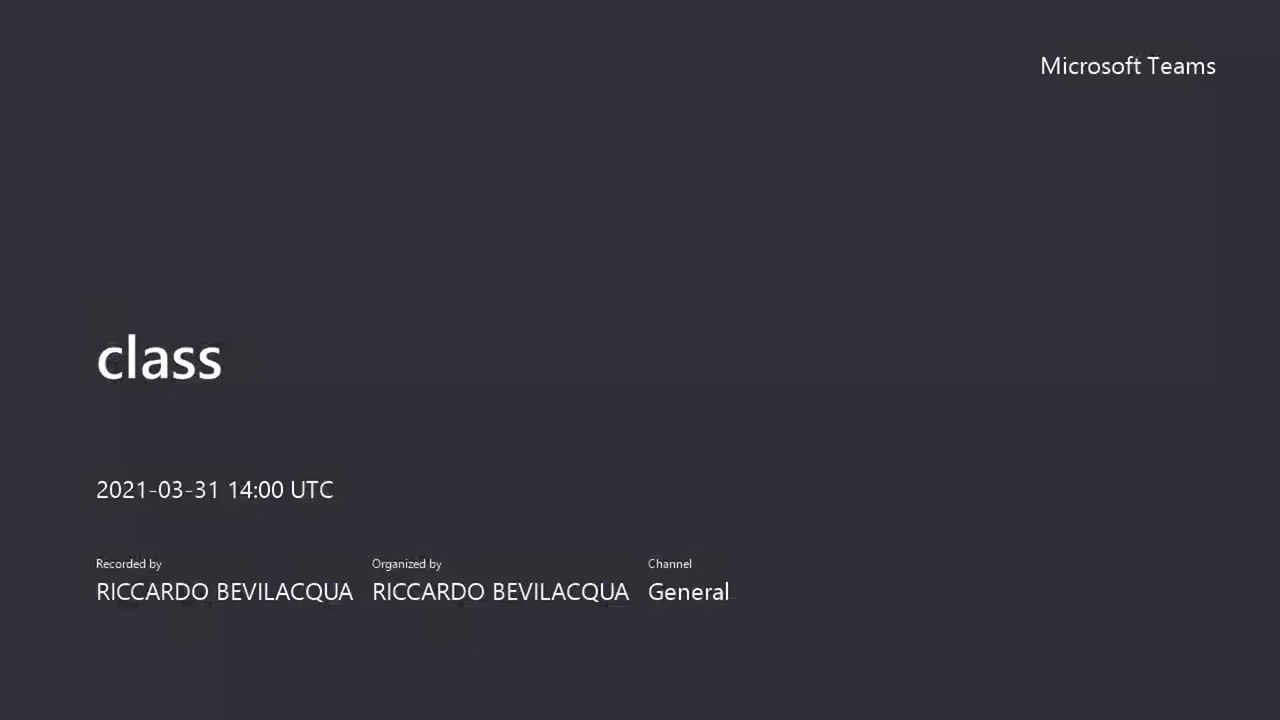 Microsoft Teams
class
2021-03-31 14:00 UTC
Recorded by Organized by Channel
RICCARDO BEVILACQUA RICCARDO BEVILACQUA General